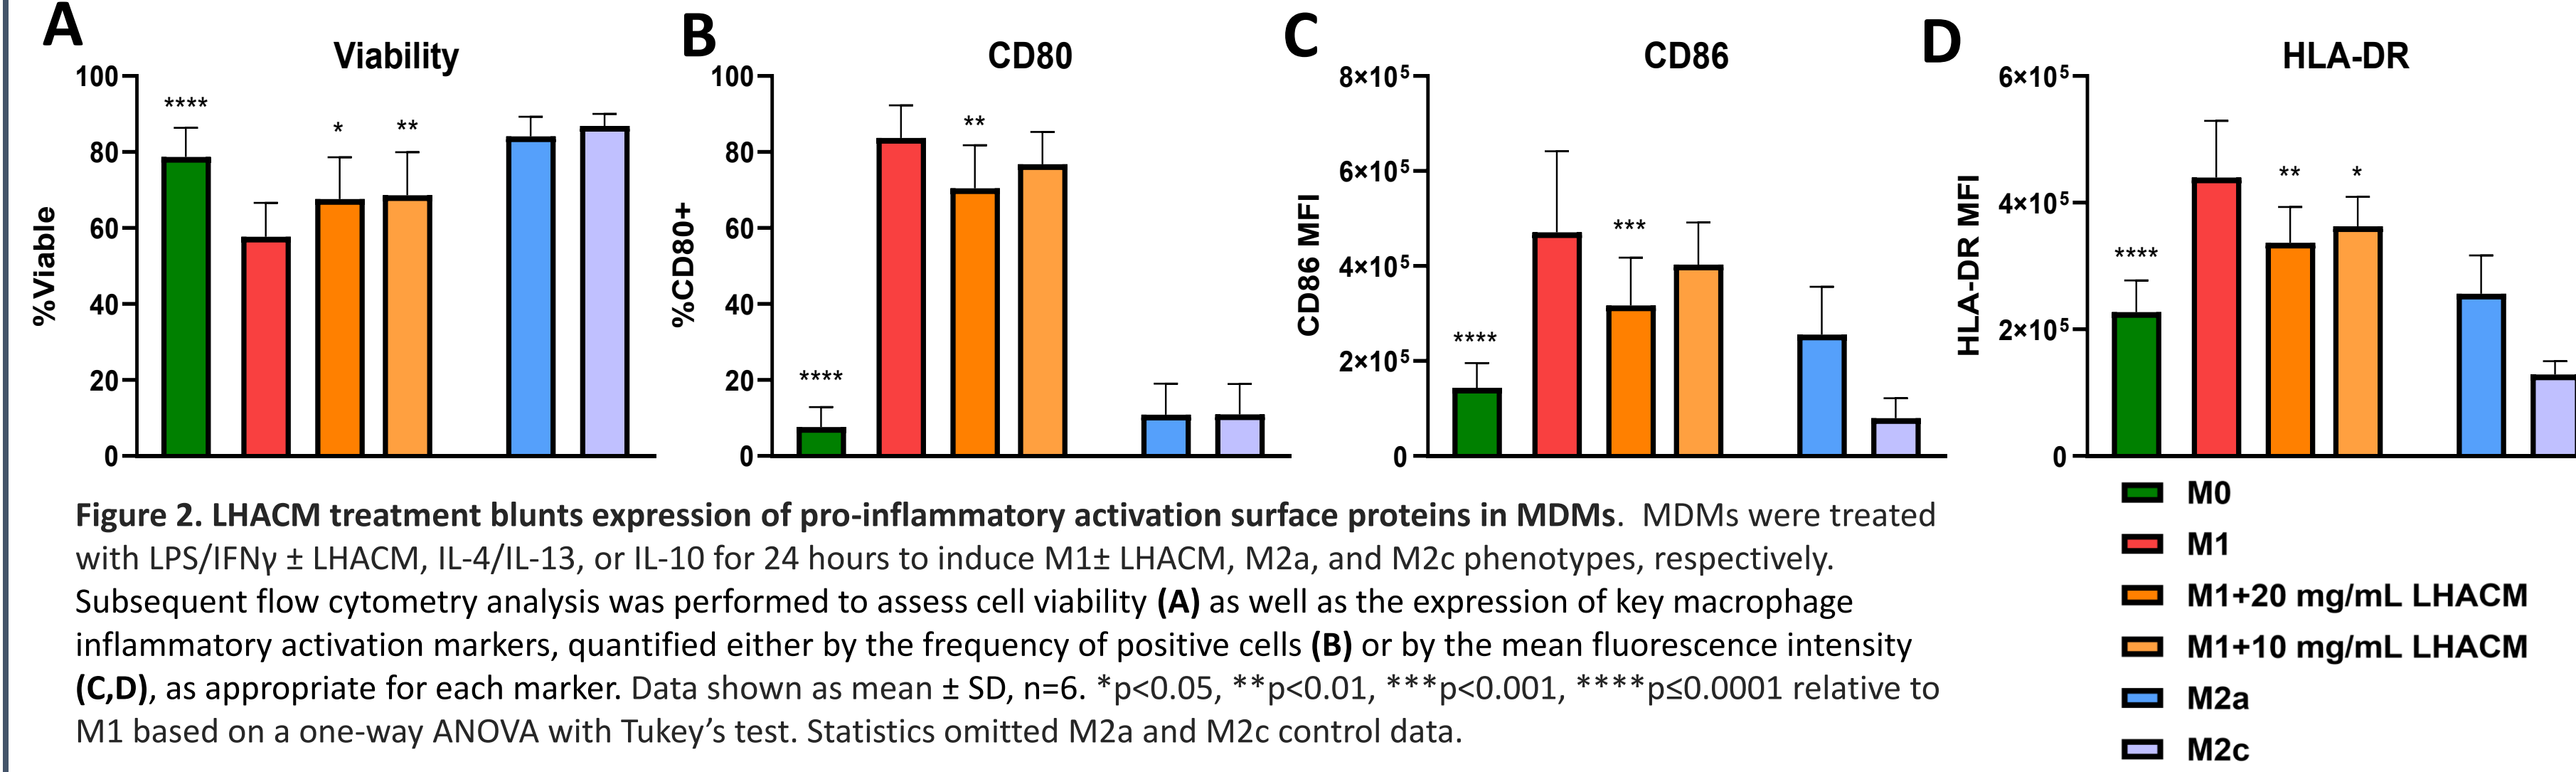 A
Viability
%Viable
100
80
60
40
20
0
****
*
**
B
CD80
%CD80+
100
80
60
40
20
0
****
**
C
CD86
CD86 MFI
8×10⁵
6×10⁵
4×10⁵
2×10⁵
0
****
***
D
HLA-DR
HLA-DR MFI
6×10⁵
4×10⁵
2×10⁵
0
****
**
*
M0
M1
M1+20 mg/mL LHACM
M1+10 mg/mL LHACM
M2a
M2c
Figure 2. LHACM treatment blunts expression of pro-inflammatory activation surface proteins in MDMs. MDMs were treated
with LPS/IFNγ ± LHACM, IL-4/IL-13, or IL-10 for 24 hours to induce M1± LHACM, M2a, and M2c phenotypes, respectively.
Subsequent flow cytometry analysis was performed to assess cell viability (A) as well as the expression of key macrophage
inflammatory activation markers, quantified either by the frequency of positive cells (B) or by the mean fluorescence intensity
(C,D), as appropriate for each marker. Data shown as mean ± SD, n=6. *p<0.05, **p<0.01, ***p<0.001, ****p≤0.0001 relative to
M1 based on a one-way ANOVA with Tukey’s test. Statistics omitted M2a and M2c control data.